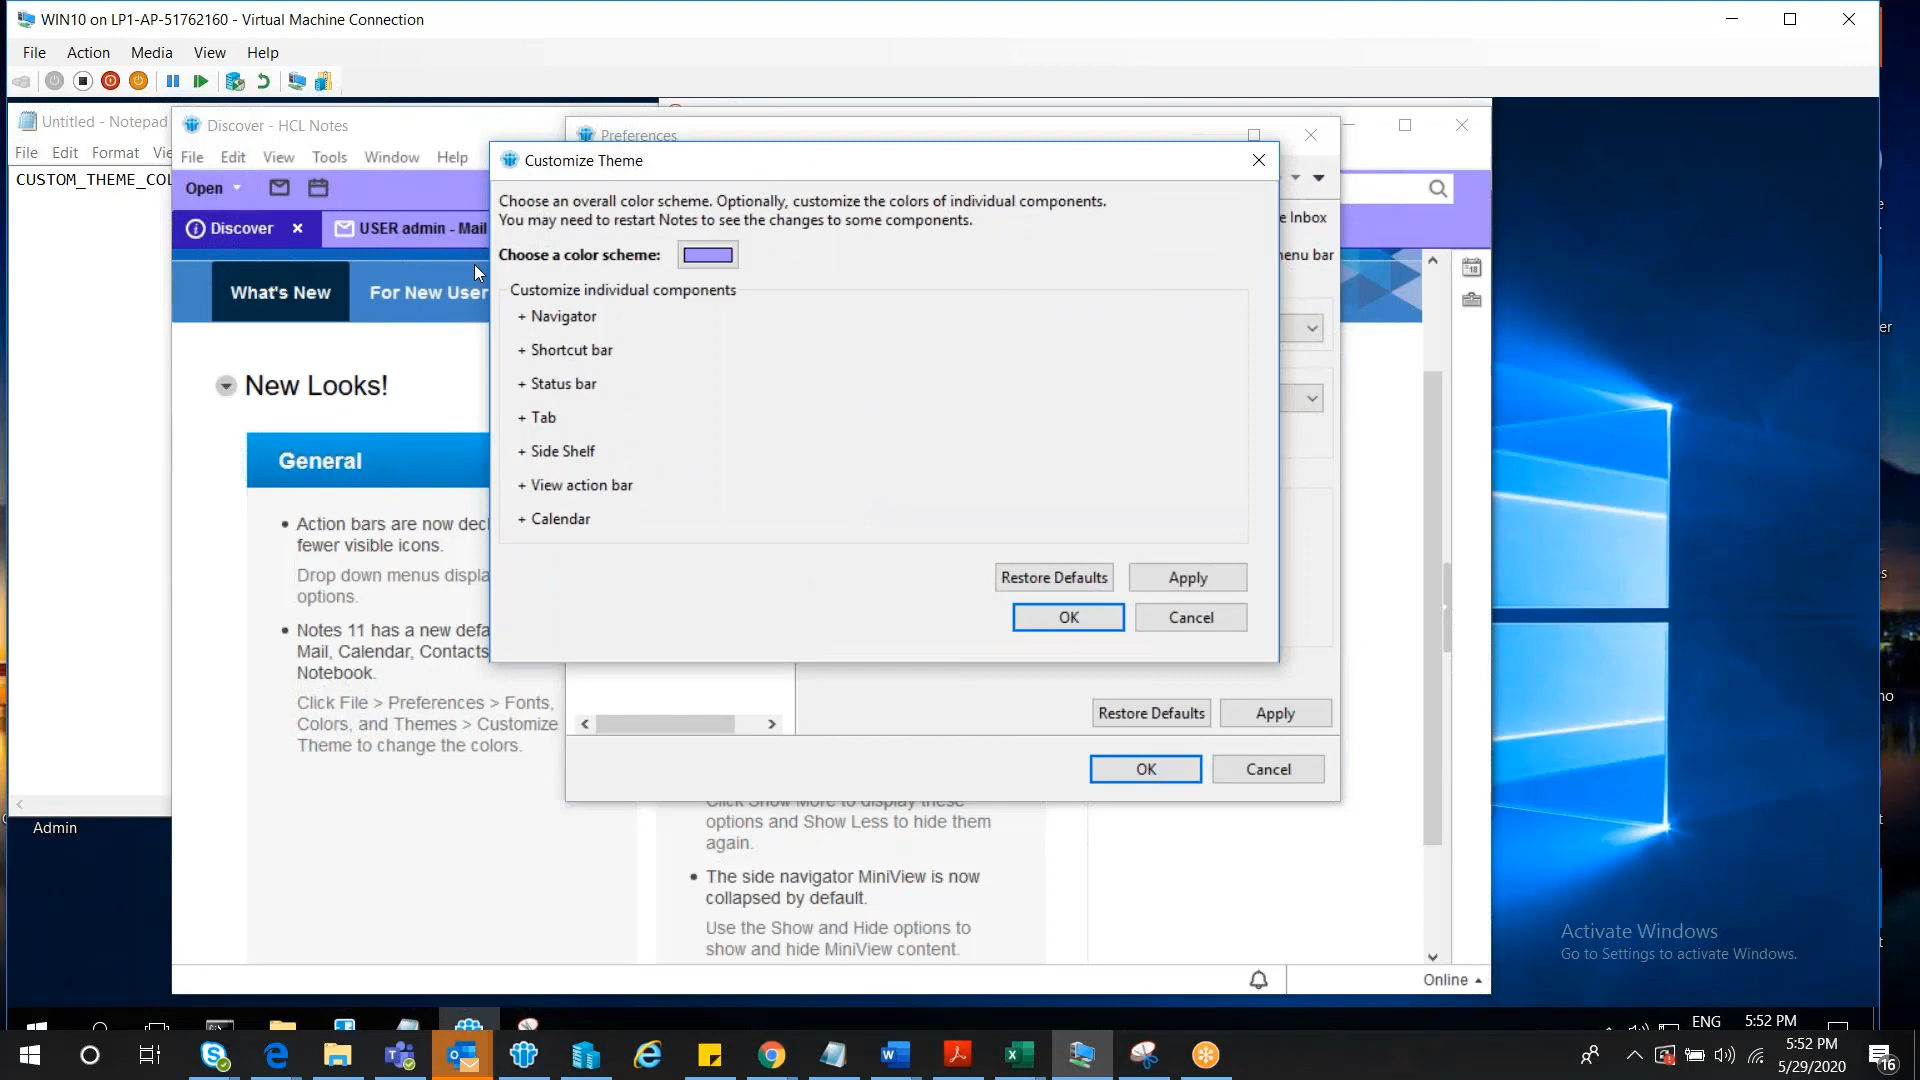 WIN10 on LP1-AP-51762160 - Virtual Machine Connection
File Action Media View Help
Untitled - Notepad
File Edit Format
CUSTOM_THEME_COL
Discover - HCL Notes
File Edit View Tools Window Help
Open
Discover
USER admin - Mail
What's New
For New User
New Looks!
General
• Action bars are now
fewer visible icons.
Drop down menus
options.
• Notes 11 has a new
Mail, Calendar, Contacts
Notebook.
Click File > Preferences > Fonts,
Colors, and Themes > Customize
Theme to change the colors.
Preferences
Inbox
bar
Customize Theme
Choose an overall color scheme. Optionally, customize the colors of individual components.
You may need to restart Notes to see the changes to some components.
Choose a color scheme:
Customize individual components
+ Navigator
+ Shortcut bar
+ Status bar
+ Tab
+ Side Shelf
+ View action bar
+ Calendar
Restore Defaults
Apply
OK
Cancel
Restore Defaults
Apply
OK
Cancel
Click Show More to display these
options and Show Less to hide them
again.
• The side navigator MiniView is now
collapsed by default.
Use the Show and Hide options to
show and hide MiniView content.
Online
Admin
Activate Windows
Go to Settings to activate Windows.
ENG
5:52 PM
5:52 PM
5/29/2020
16